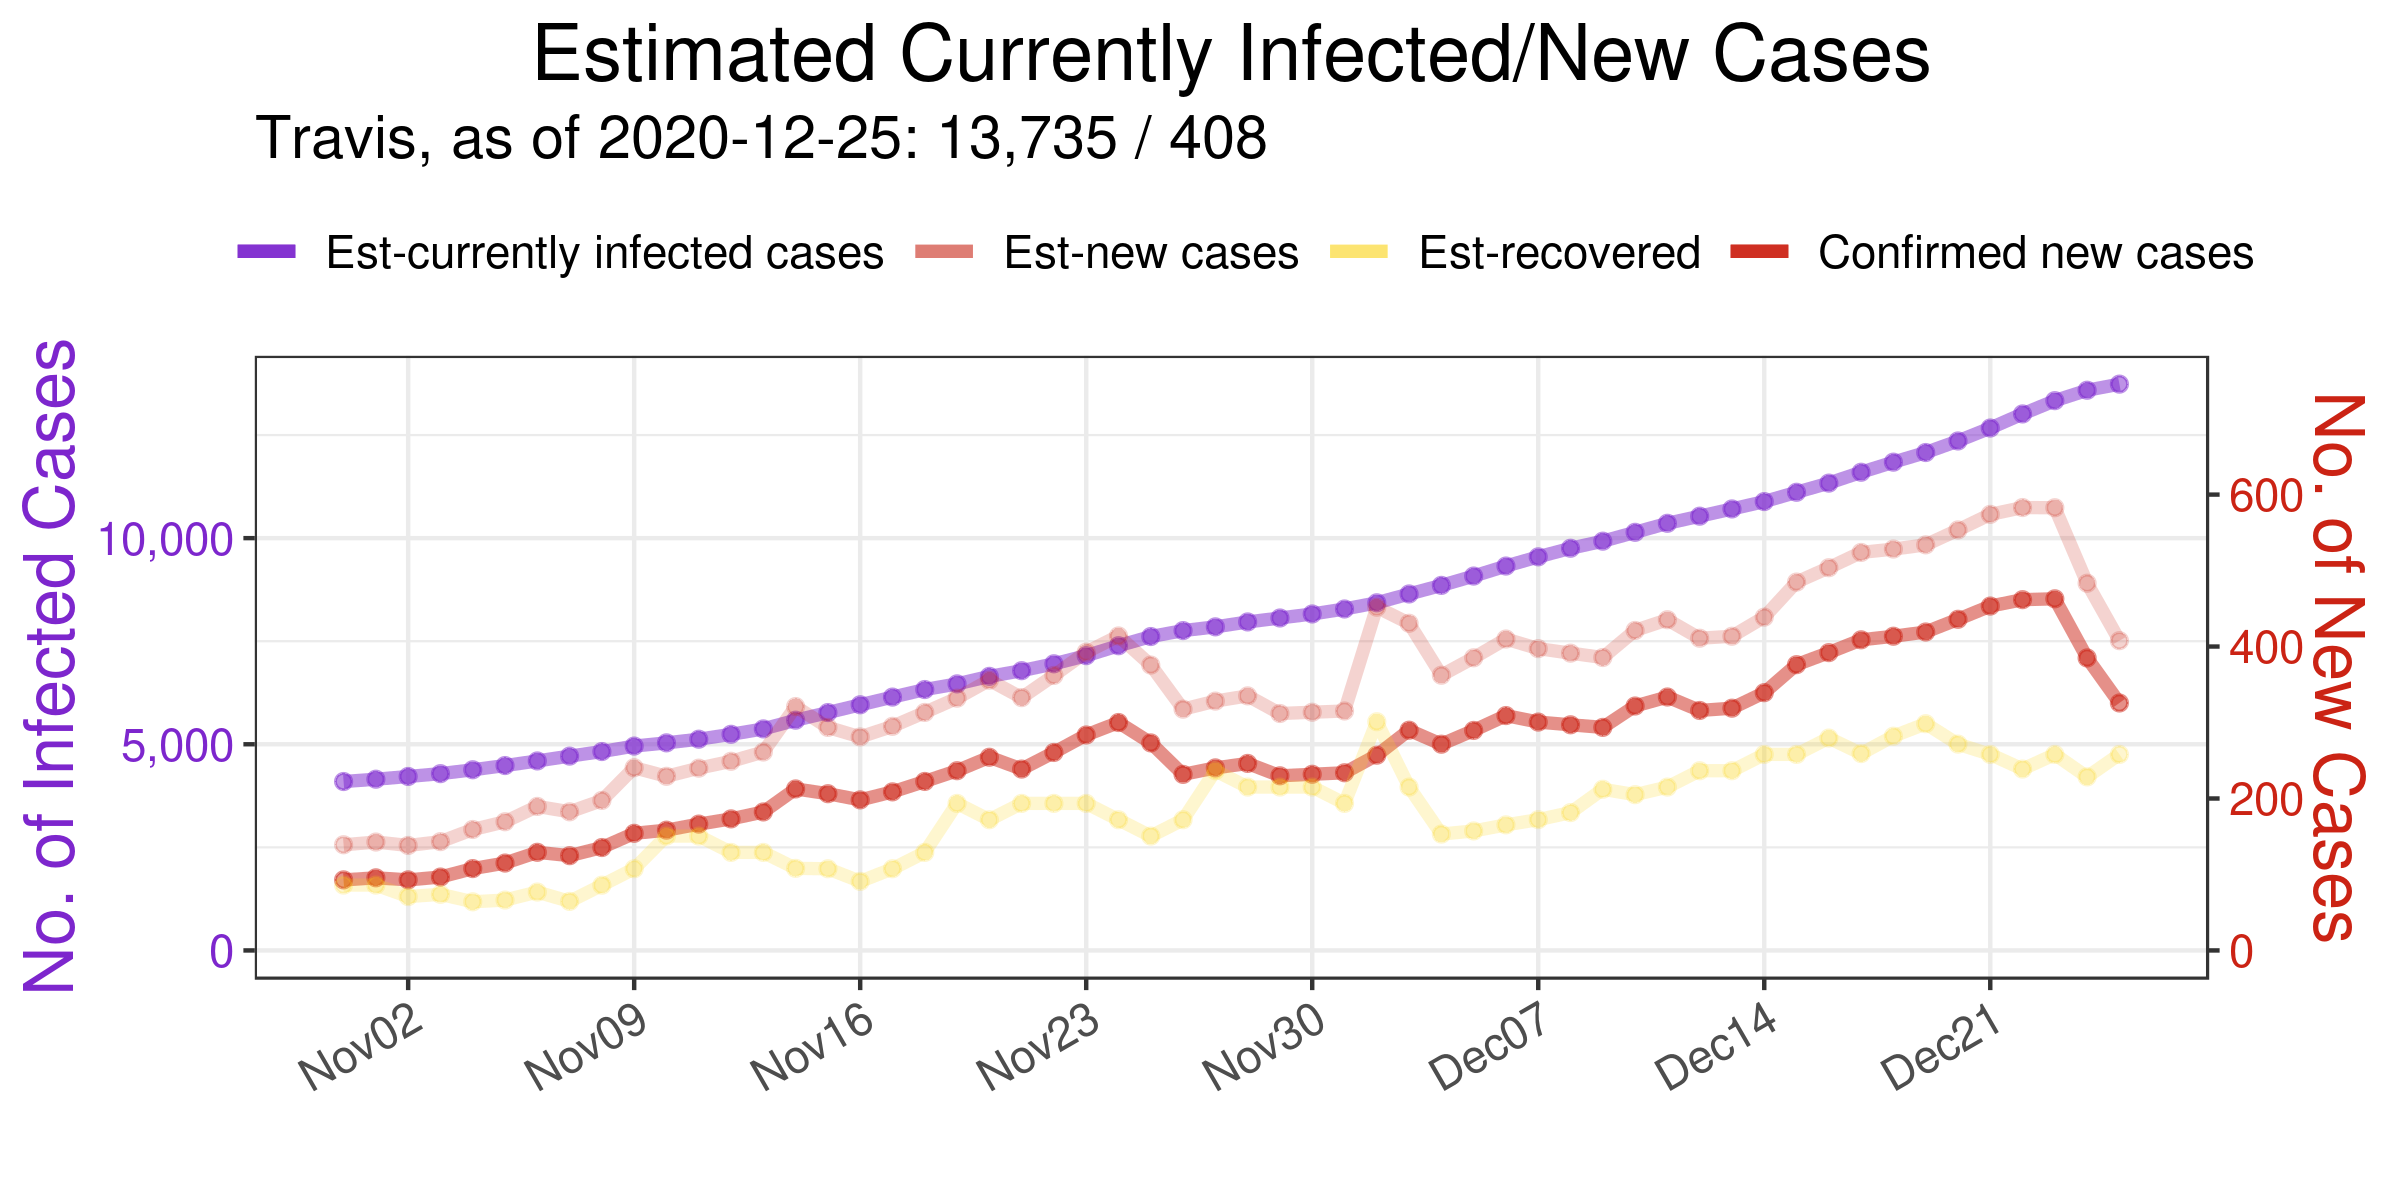 Estimated Currently Infected/New Cases
Travis, as of 2020-12-25: 13,735 / 408
Est-currently infected cases Est-new cases Est-recovered Confirmed new cases
No. of Infected Cases
10,000
5,000
0
600
400
200
0
No. of New Cases
Nov02 Nov09 Nov16 Nov23 Nov30 Dec07 Dec14 Dec21